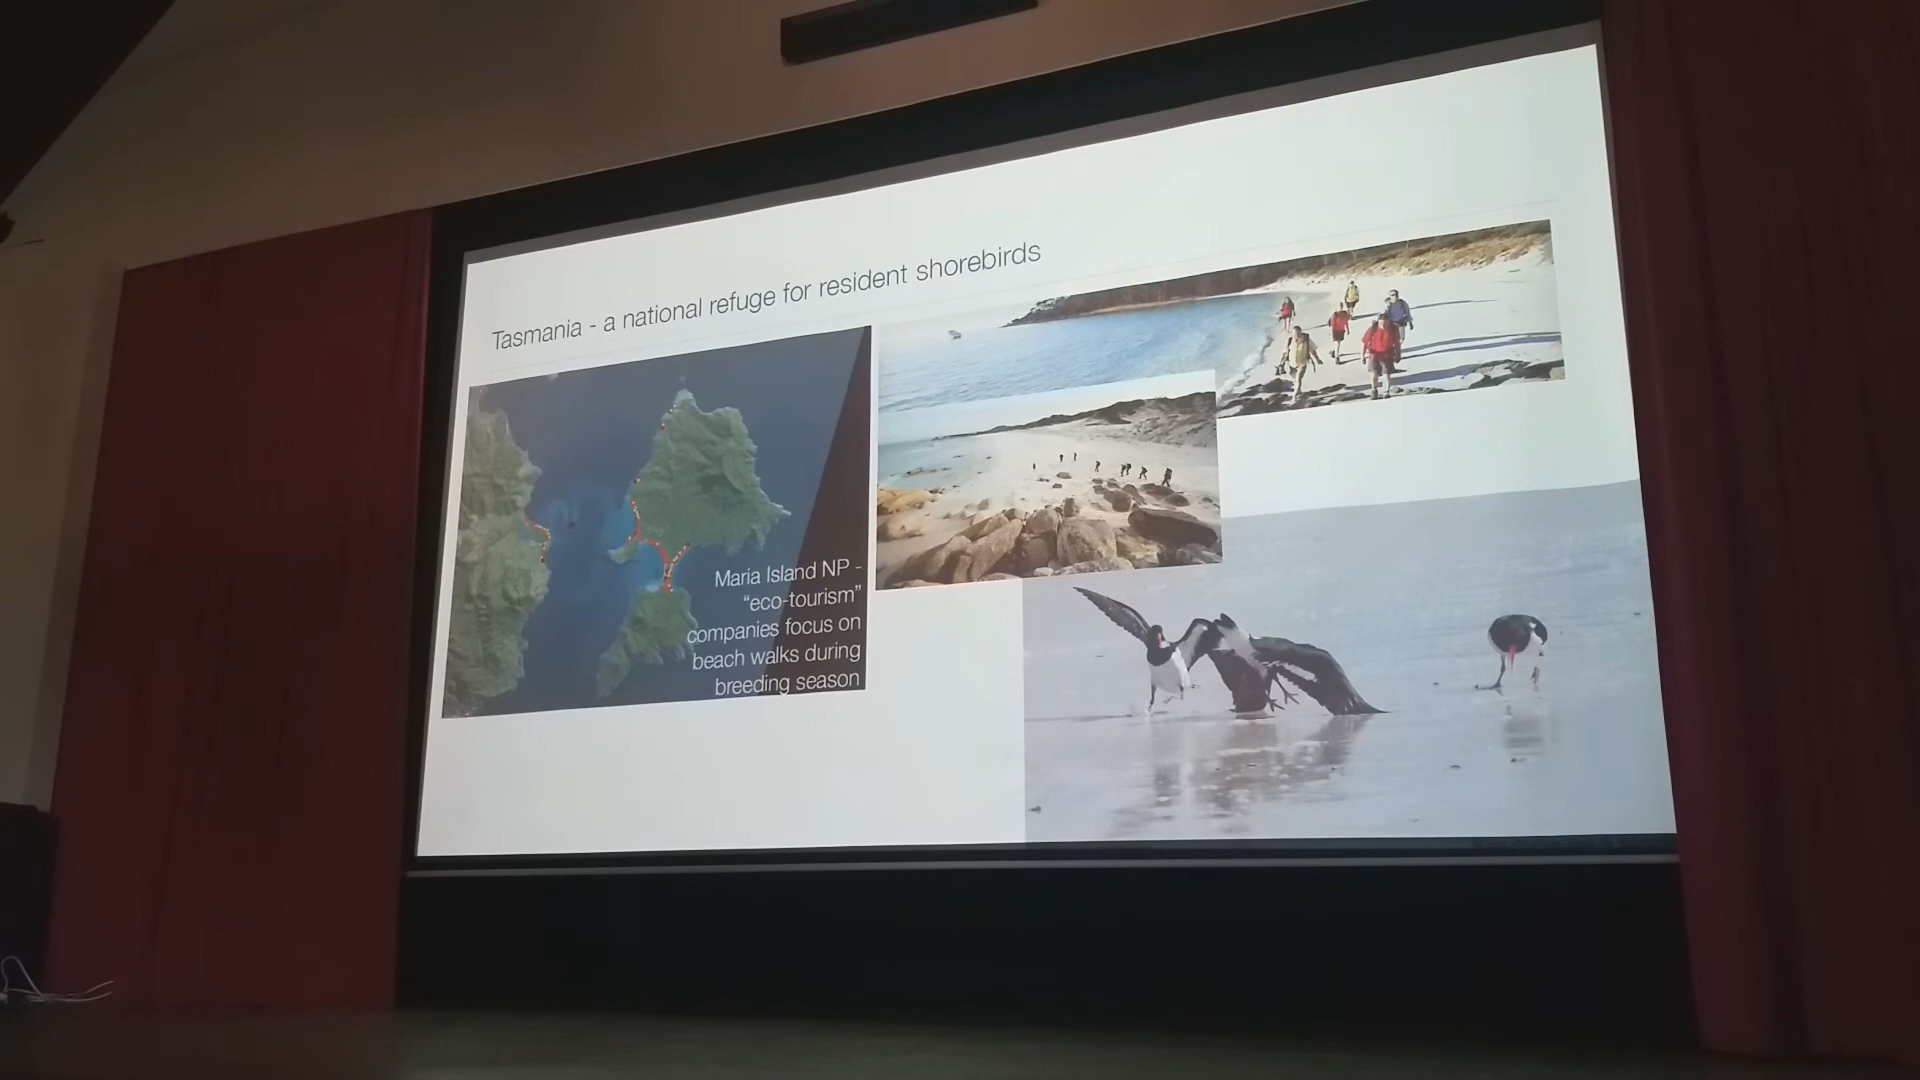 Tasmania - a national refuge for resident shorebirds
Maria Island NP -
“eco-tourism”
companies focus on
beach walks during
breeding season